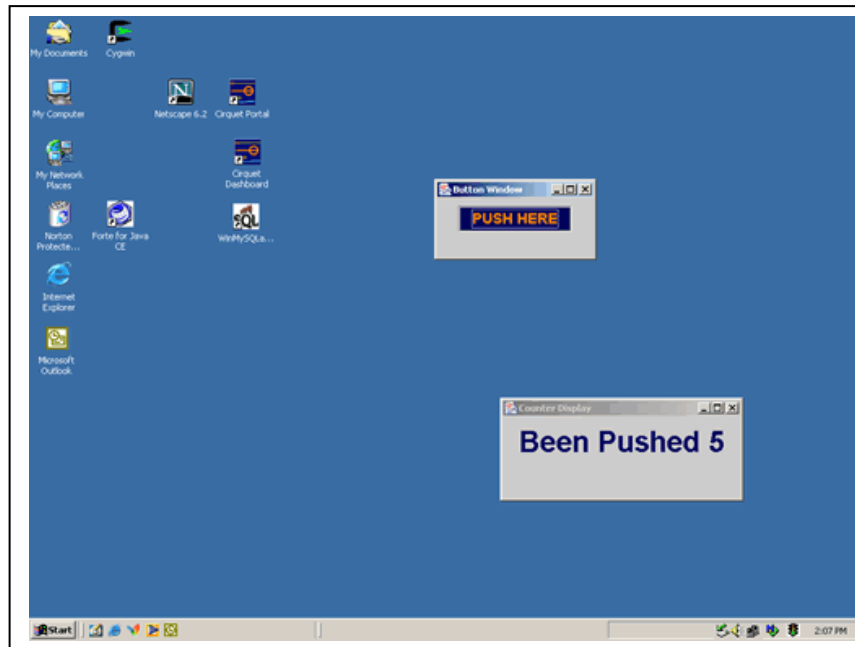 My Documents
Cygwin
My Computer
Netscape 6.2
Cirquet Portal
My Network
Places
Cirquet
Dashboard
Button Window
PUSH HERE
Norton
Protecte...
Forte for Java
CE
SQL
WinMySQLa...
Internet
Explorer
Microsoft
Outlook
Counter Display
Been Pushed 5
Start
2:07 PM